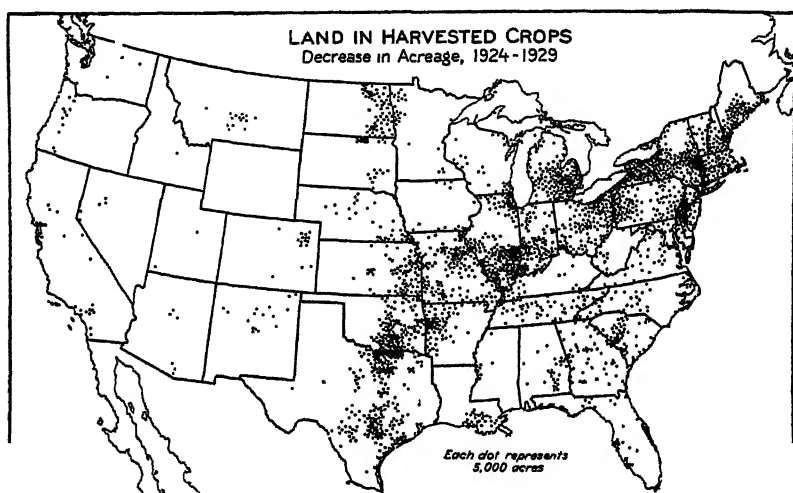 LAND IN HARVESTED CROPS
Decrease in Acreage, 1924-1929
Each dot represents
5,000 acres